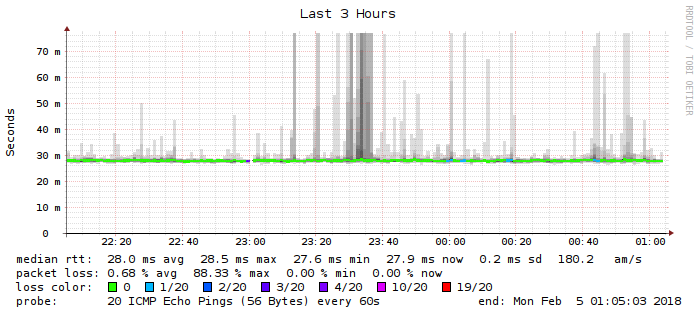 Last 3 Hours
RRDTOOL / TOBI OETIKER
Seconds
70 m
60 m
50 m
40 m
30 m
20 m
10 m
0
22:20 22:40 23:00 23:20 23:40 00:00 00:20 00:40 01:00
median rtt: 28.0 ms avg 28.5 ms max 27.6 ms min 27.9 ms now 0.2 ms sd 180.2 am/s
packet loss: 0.68 % avg 88.33 % max 0.00 % min 0.00 % now
loss color: 0 1/20 2/20 3/20 4/20 10/20 19/20
probe: 20 ICMP Echo Pings (56 Bytes) every 60s end: Mon Feb 5 01:05:03 2018